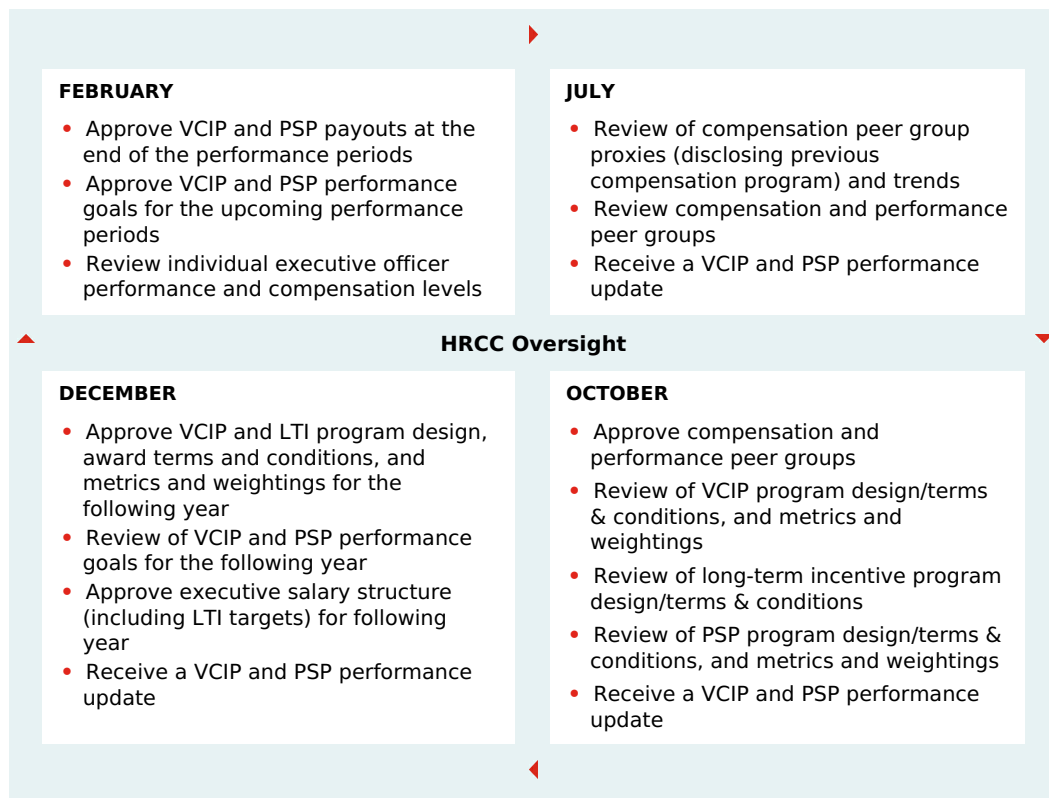 FEBRUARY
• Approve VCIP and PSP payouts at the
end of the performance periods
• Approve VCIP and PSP performance
goals for the upcoming performance
periods
• Review individual executive officer
performance and compensation levels
JULY
• Review of compensation peer group
proxies (disclosing previous
compensation program) and trends
• Review compensation and performance
peer groups
• Receive a VCIP and PSP performance
update
HRCC Oversight
DECEMBER
• Approve VCIP and LTI program design,
award terms and conditions, and
metrics and weightings for the
following year
• Review of VCIP and PSP performance
goals for the following year
• Approve executive salary structure
(including LTI targets) for following
year
• Receive a VCIP and PSP performance
update
OCTOBER
• Approve compensation and
performance peer groups
• Review of VCIP program design/terms
& conditions, and metrics and
weightings
• Review of long-term incentive program
design/terms & conditions
• Review of PSP program design/terms &
conditions, and metrics and weightings
• Receive a VCIP and PSP performance
update